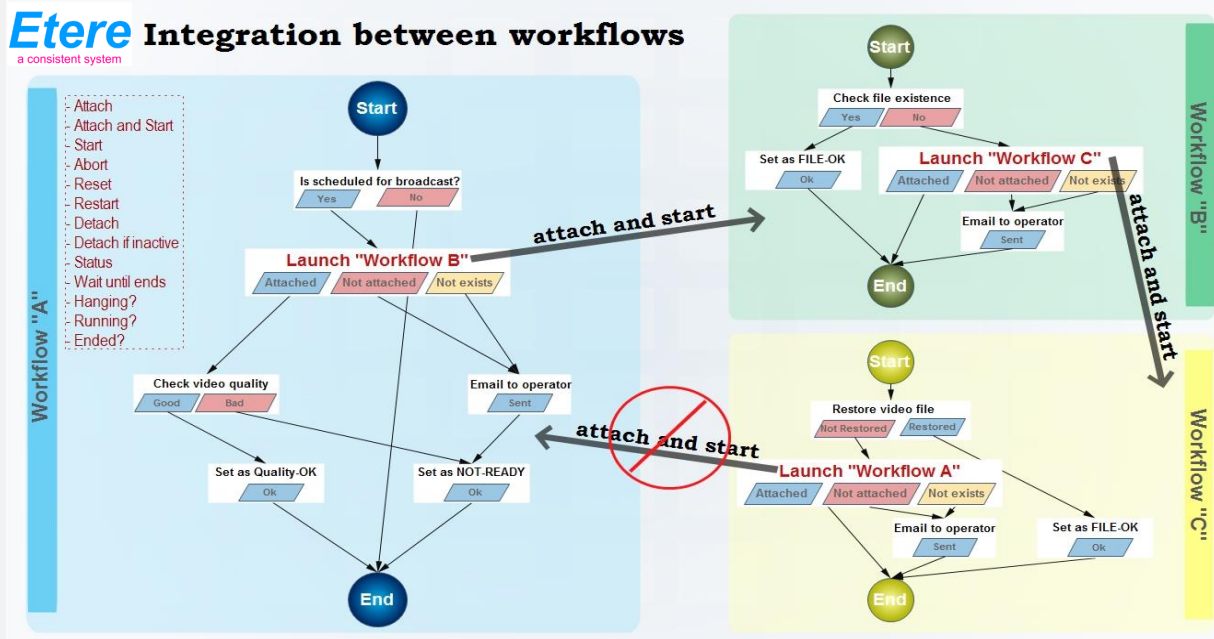 Etere
a consistent system
Integration between workflows
Workflow "A"
- Attach
- Attach and Start
- Start
- Abort
- Reset
- Restart
- Detach
- Detach if inactive
- Status
- Wait until ends
- Hanging?
- Running?
- Ended?
Start
Is scheduled for broadcast?
Yes No
Launch "Workflow B"
Attached Not attached Not exists
Check video quality
Good Bad
Email to operator
Sent
Set as Quality-OK
Ok
Set as NOT-READY
Ok
End
attach and start
Workflow "B"
Start
Check file existence
Yes No
Set as FILE-OK
Ok
Launch "Workflow C"
Attached Not attached Not exists
Email to operator
Sent
End
attach and start
Workflow "C"
Start
Restore video file
Not Restored Restored
Launch "Workflow A"
Attached Not attached Not exists
Email to operator
Sent
Set as FILE-OK
Ok
End
attach and start